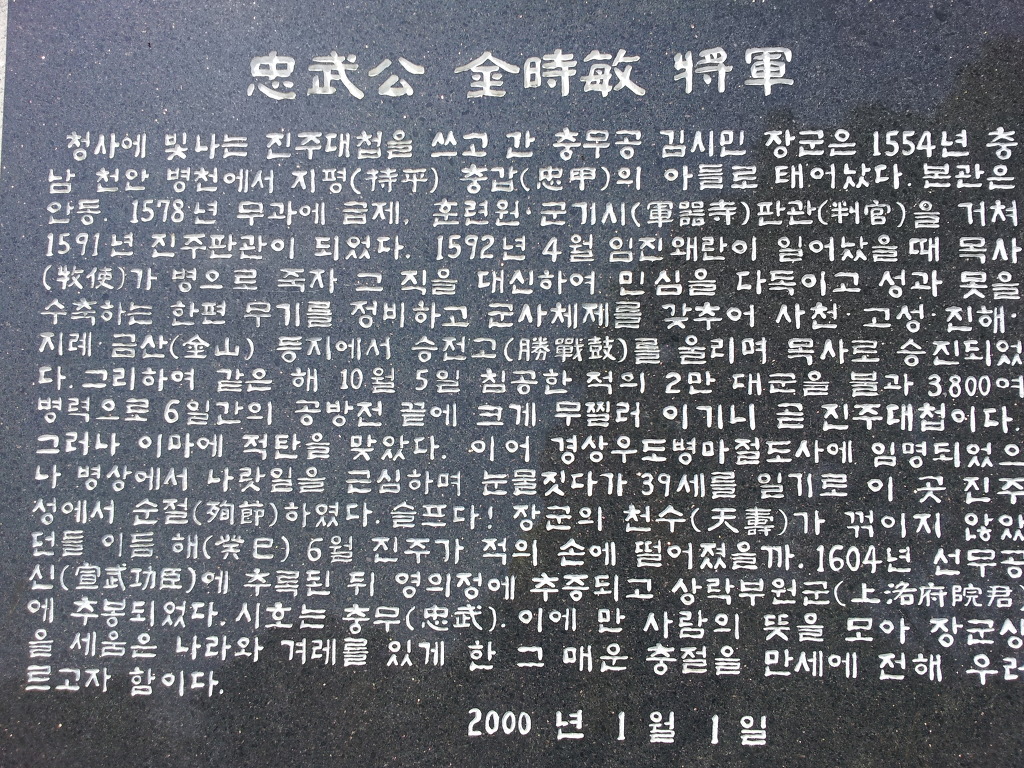 忠武公 金時敏 將軍
청사에 빛나는 진주대첩을 쓰고 간 충무공 김시민 장군은 1554년 충
남 천안 병천에서 지평(持平) 충갑(忠甲)의 아들로 태어났다. 본관은
안동. 1578년 무과에 급제, 훈련원·군기시(軍器寺)판관(判官)을 거쳐
1591년 진주판관이 되었다. 1592년 4월 임진왜란이 일어났을때 목사
(牧使)가 병으로 죽자 그 직을 대신하여 민심을 다독이고 성과 못을
수축하는 한편 무기를 정비하고 군사체제를 갖추어 사천·고성·진해·
지례·금산(金山) 등지에서 승전고(勝戰鼓)를 울리며 목사로 승진되었
다. 그리하여 같은 해 10월 5일 침공한 적의 2만 대군을 불과 3,800여
병력으로 6일간의 공방전 끝에 크게 무찔러 이기니 곧 진주대첩이다.
그러나 이마에 적탄을 맞았다. 이어 경상우도병마절도사에 임명되었으
나 병상에서 나랏일을 근심하며 눈물짓다가 39세를 일기로 이 곳 진주
성에서 순절(殉節)하였다. 슬프다! 장군의 천수(天壽)가 꺾이지 않았
던들 이듬 해(癸巳) 6월 진주가 적의 손에 떨어졌을까. 1604년 선무공
신(宣武功臣)에 추록된 뒤 영의정에 추증되고 상락부원군(上洛府院君)
에 추봉되었다. 시호는 충무(忠武). 이에 만 사람의 뜻을 모아 장군상
을 세움은 나라와 겨레를 있게 한 그 매운 충절을 만세에 전해 우러
르고자 함이다.
2000 년 1 월 1 일